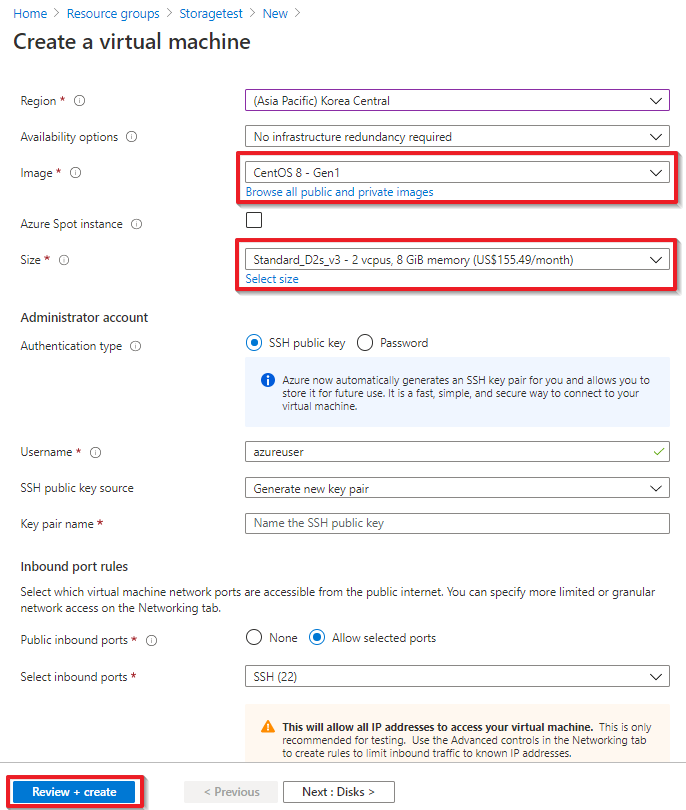 Home > Resource groups > Storagetest > New >
Create a virtual machine
Region * (Asia Pacific) Korea Central
Availability options No infrastructure redundancy required
Image * CentOS 8 - Gen1
Browse all public and private images
Azure Spot instance
Size * Standard_D2s_v3 - 2 vcpus, 8 GiB memory (US$155.49/month)
Select size
Administrator account
Authentication type SSH public key Password
Azure now automatically generates an SSH key pair for you and allows you to
store it for future use. It is a fast, simple, and secure way to connect to your
virtual machine.
Username * azureuser
SSH public key source Generate new key pair
Key pair name * Name the SSH public key
Inbound port rules
Select which virtual machine network ports are accessible from the public internet. You can specify more limited or granular
network access on the Networking tab.
Public inbound ports * None Allow selected ports
Select inbound ports * SSH (22)
This will allow all IP addresses to access your virtual machine. This is only
recommended for testing. Use the Advanced controls in the Networking tab
to create rules to limit inbound traffic to known IP addresses.
Review + create < Previous Next : Disks >